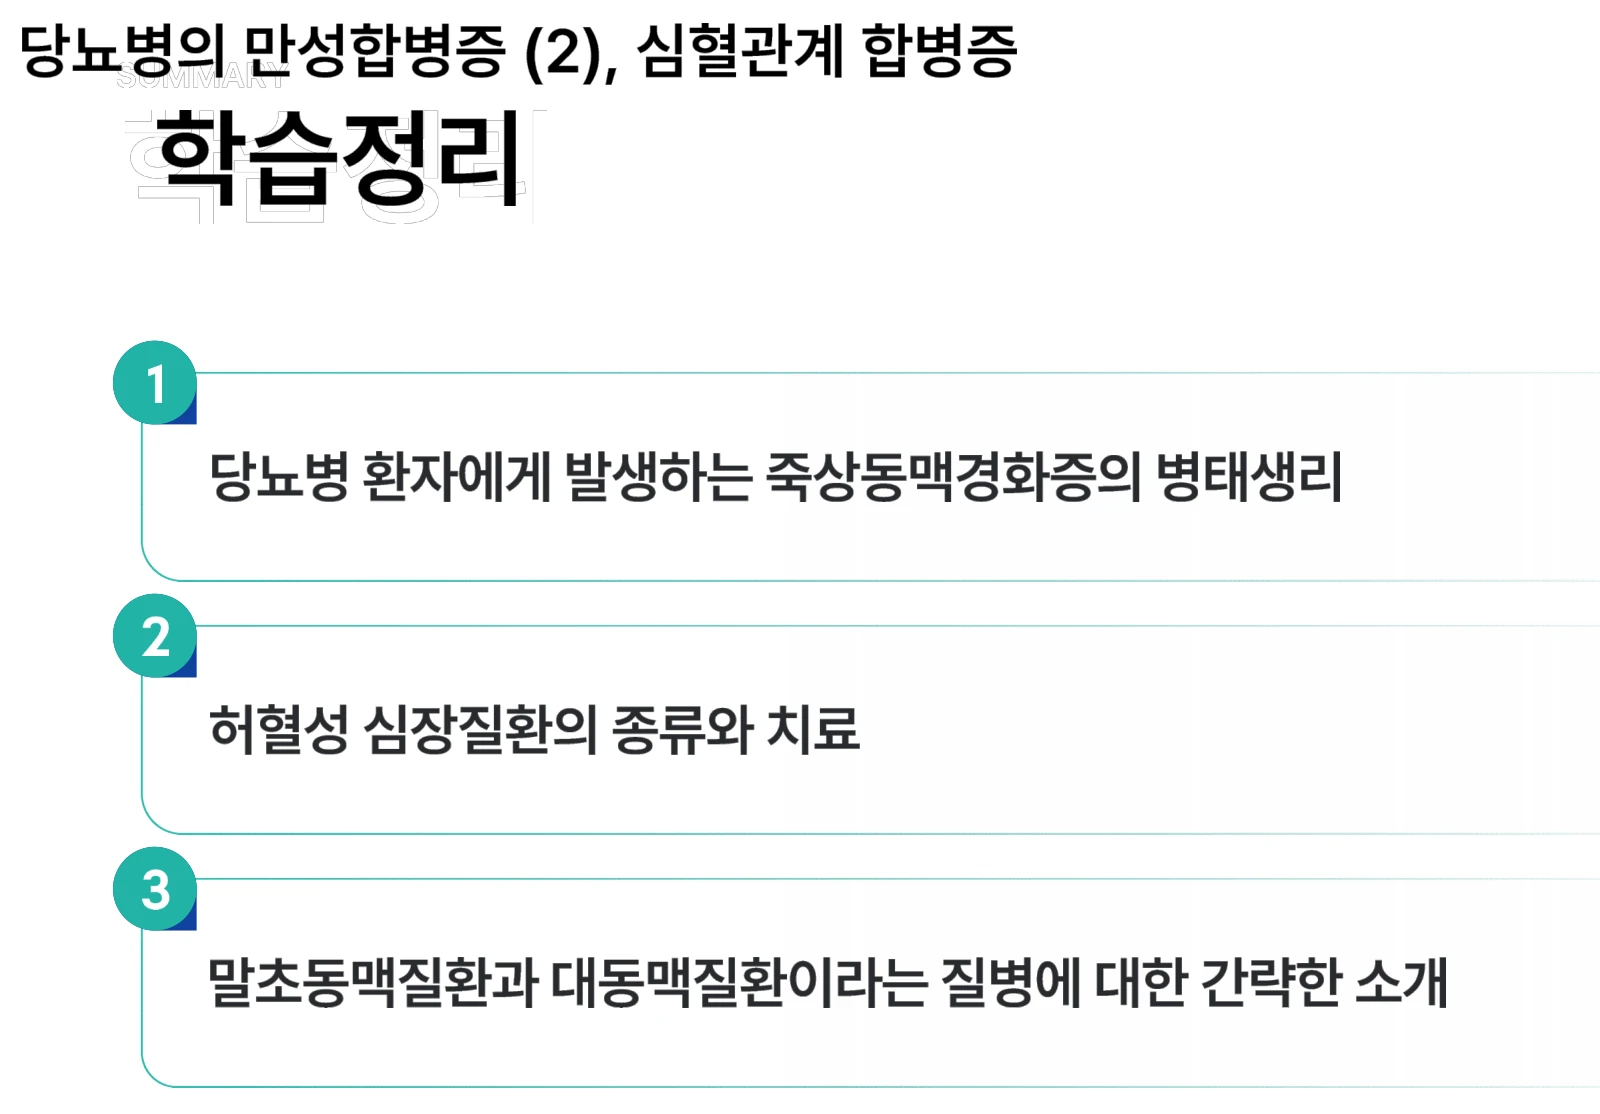 당뇨병의 만성합병증 (2), 심혈관계 합병증
SUMMARY
학습정리
학습정리
1
당뇨병 환자에게 발생하는 죽상동맥경화증의 병태생리
2
허혈성 심장질환의 종류와 치료
3
말초동맥질환과 대동맥질환이라는 질병에 대한 간략한 소개